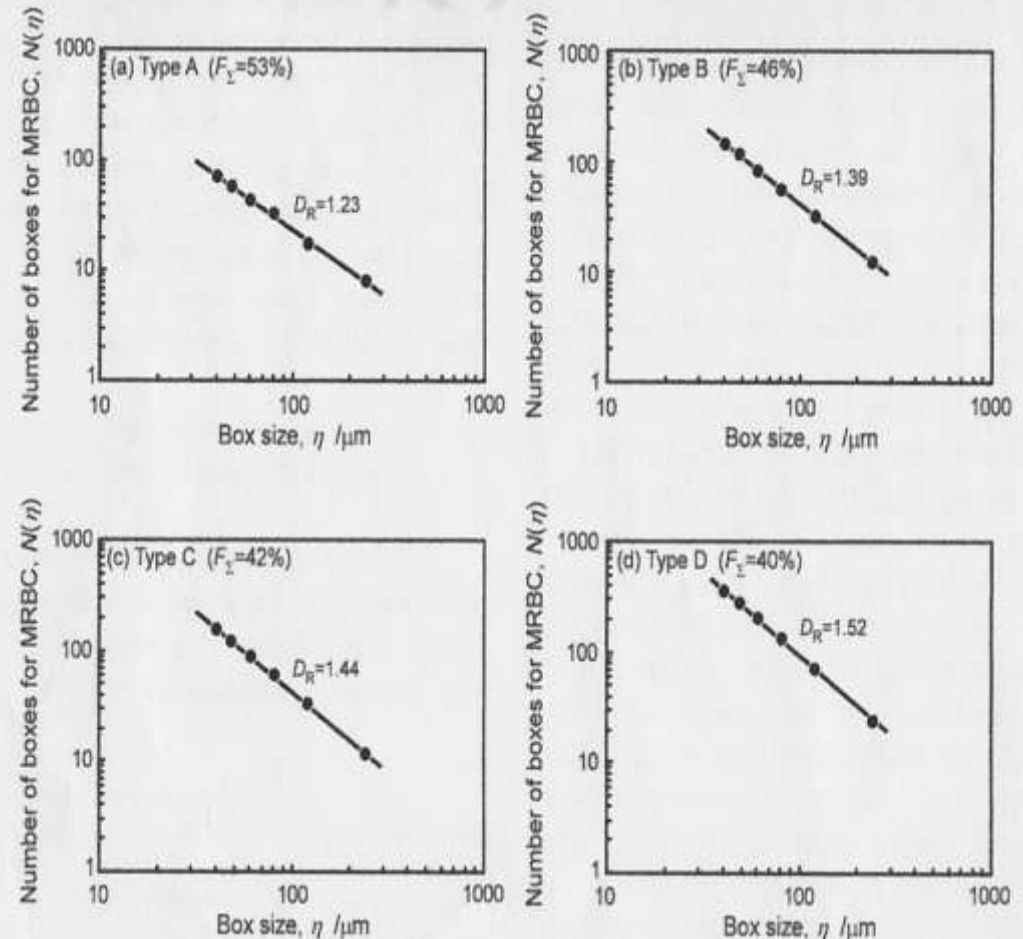 Number of boxes for MRBC, N(η)
1000
100
10
1
(a) Type A (F_Σ=53%)
D_R=1.23
10 100 1000
Box size, η /μm
Number of boxes for MRBC, N(η)
1000
100
10
1
(b) Type B (F_Σ=46%)
D_R=1.39
10 100 1000
Box size, η /μm
Number of boxes for MRBC, N(η)
1000
100
10
1
(c) Type C (F_Σ=42%)
D_R=1.44
10 100 1000
Box size, η /μm
Number of boxes for MRBC, N(η)
1000
100
10
1
(d) Type D (F_Σ=40%)
D_R=1.52
10 100 1000
Box size, η /μm